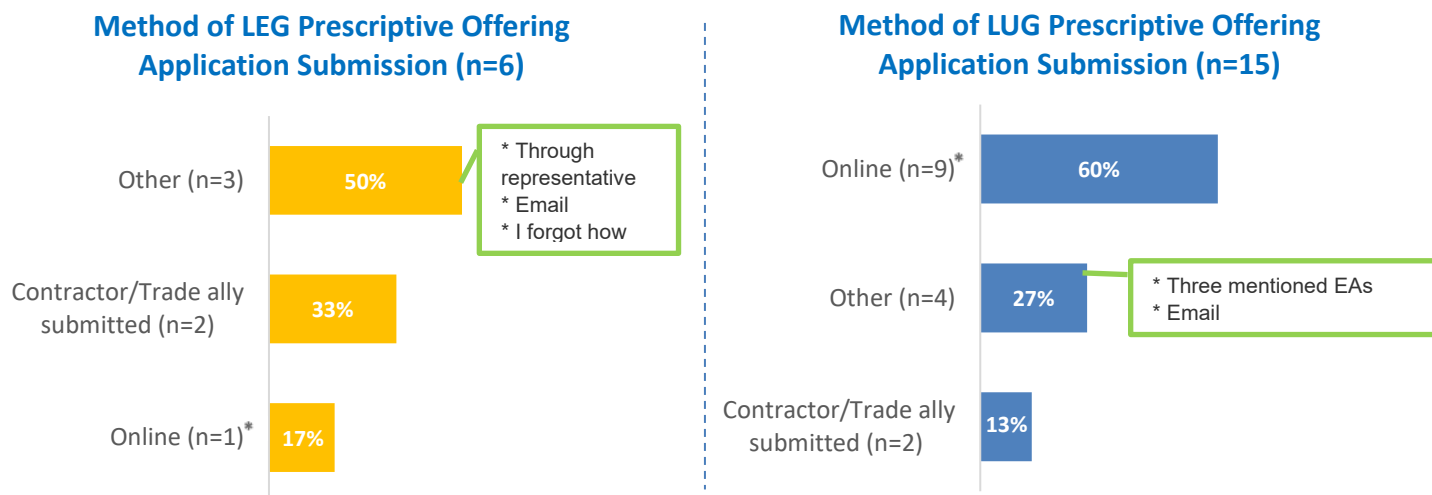 Method of LEG Prescriptive Offering
Application Submission (n=6)
Other (n=3)
50%
* Through
representative
* Email
* I forgot how
Contractor/Trade ally
submitted (n=2)
33%
Online (n=1)*
17%
Method of LUG Prescriptive Offering
Application Submission (n=15)
Online (n=9)*
60%
Other (n=4)
27%
* Three mentioned EAs
* Email
Contractor/Trade ally
submitted (n=2)
13%